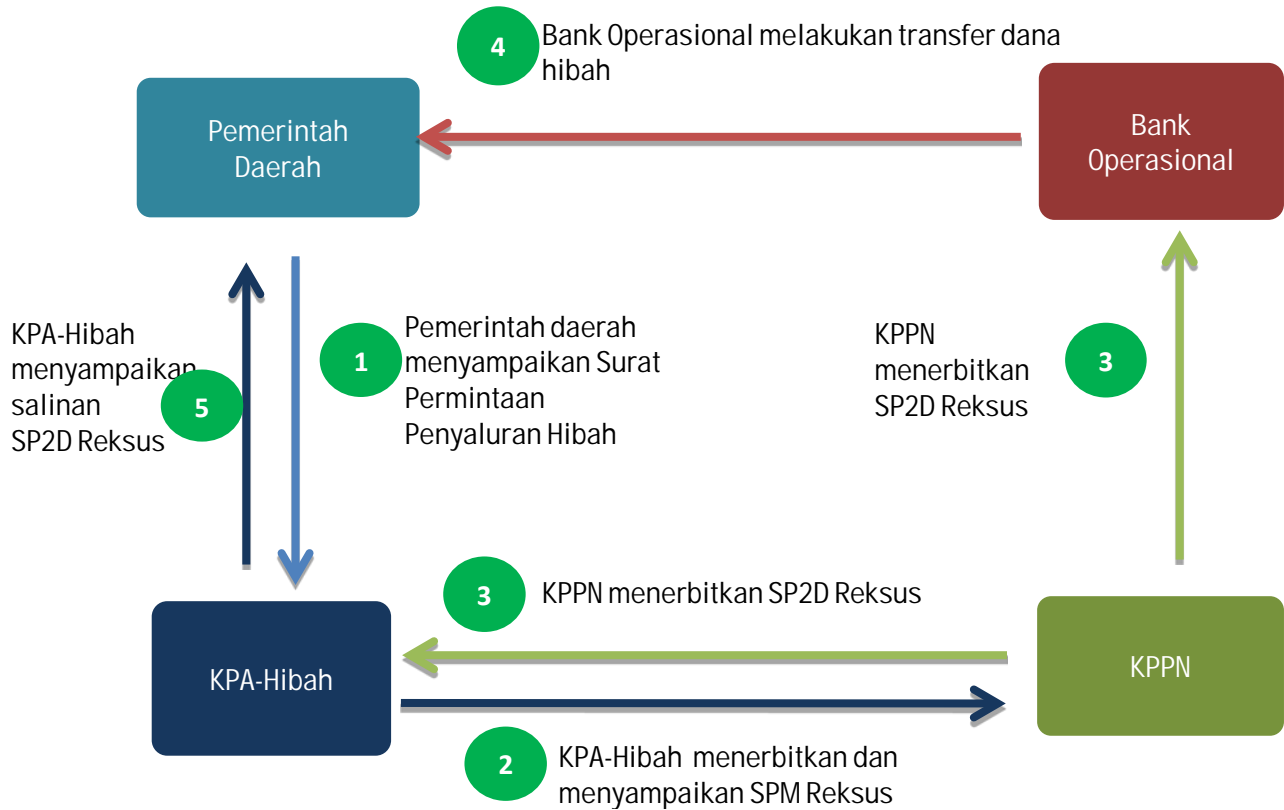 4
Bank Operasional melakukan transfer dana
hibah
Pemerintah
Daerah
Bank
Operasional
KPA-Hibah
menyampaikan
salinan
SP2D Reksus
5
1
Pemerintah daerah
menyampaikan Surat
Permintaan
Penyaluran Hibah
KPPN
menerbitkan
SP2D Reksus
3
3
KPPN menerbitkan SP2D Reksus
KPA-Hibah
KPPN
2
KPA-Hibah menerbitkan dan
menyampaikan SPM Reksus